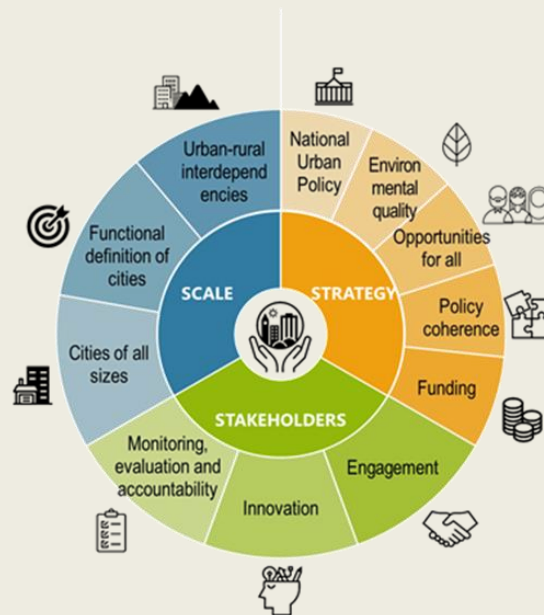 Urban-rural
interdepend
encies
Functional
definition of
cities
Cities of all
sizes
SCALE
National
Urban
Policy
Environ
mental
quality
Opportunities
for all
Policy
coherence
Funding
STRATEGY
STAKEHOLDERS
Monitoring,
evaluation and
accountability
Innovation
Engagement